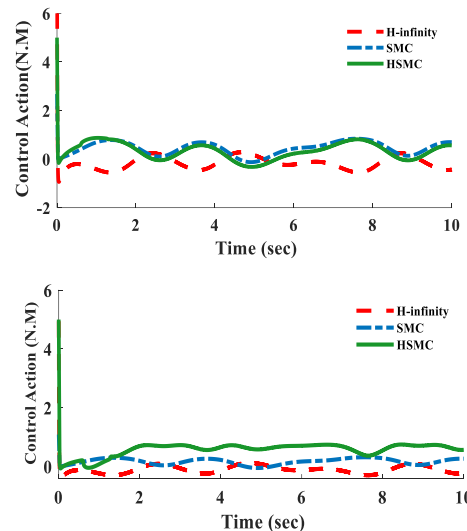 6
4
2
0
-2
Control Action(N.M)
H-infinity
SMC
HSMC
0 2 4 6 8 10
Time (sec)
6
4
2
0
Control Action (N.M)
H-infinity
SMC
HSMC
0 2 4 6 8 10
Time (sec)